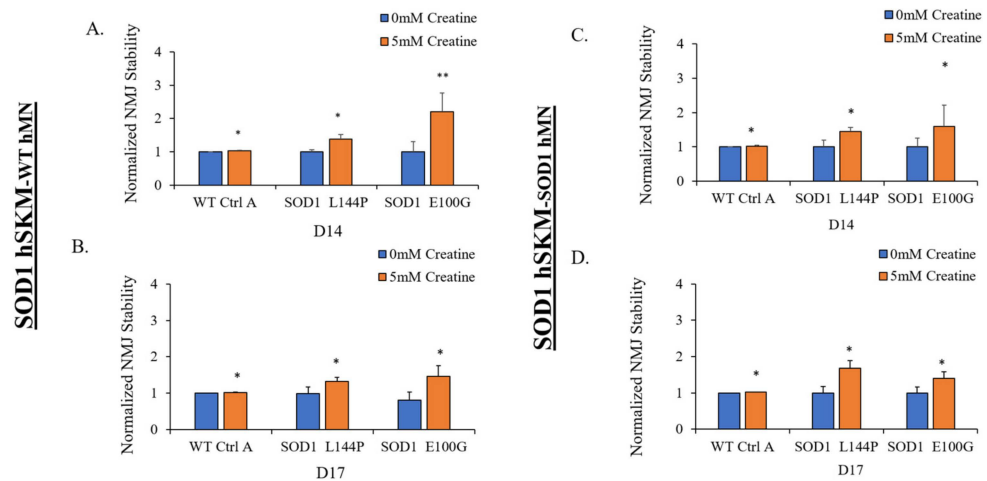 SOD1 hSKM-WT hMN
A.
0mM Creatine
5mM Creatine
Normalized NMJ Stability
4
3
2
1
0
*
*
**
WT Ctrl A
SOD1 L144P
SOD1 E100G
D14
B.
0mM Creatine
5mM Creatine
Normalized NMJ Stability
4
3
2
1
0
*
*
*
WT Ctrl A
SOD1 L144P
SOD1 E100G
D17
SOD1 hSKM-SOD1 hMN
C.
0mM Creatine
5mM Creatine
Normalized NMJ Stability
4
3
2
1
0
*
*
*
WT Ctrl A
SOD1 L144P
SOD1 E100G
D14
D.
0mM Creatine
5mM Creatine
Normalized NMJ Stability
4
3
2
1
0
*
*
*
WT Ctrl A
SOD1 L144P
SOD1 E100G
D17